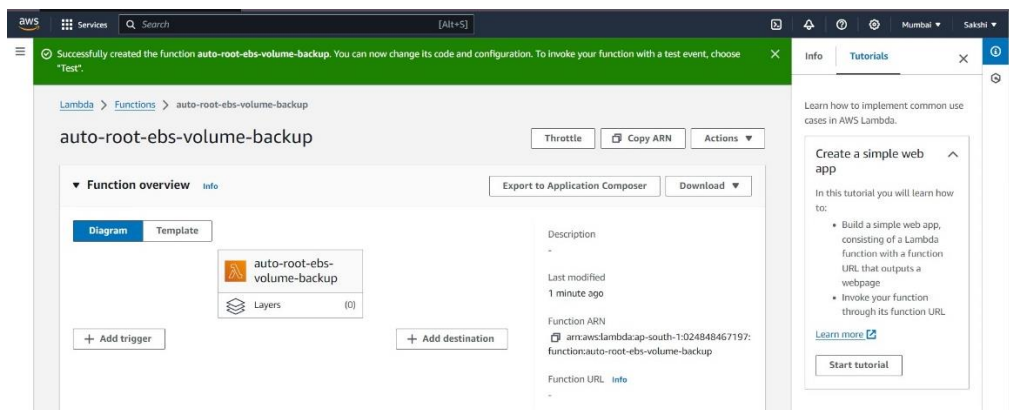 aws
Services
Search
[Alt+S]
Mumbai ▼
Sakshi ▼
Successfully created the function auto-root-ebs-volume-backup. You can now change its code and configuration. To invoke your function with a test event, choose
"Test".
Lambda > Functions > auto-root-ebs-volume-backup
auto-root-ebs-volume-backup
Throttle
Copy ARN
Actions ▼
▼ Function overview Info
Export to Application Composer
Download ▼
Diagram
Template
auto-root-ebs-
volume-backup
Layers (0)
+ Add trigger
+ Add destination
Description
-
Last modified
1 minute ago
Function ARN
arn:aws:lambda:ap-south-1:024848467197:
function:auto-root-ebs-volume-backup
Function URL Info
-
Info
Tutorials
Learn how to implement common use
cases in AWS Lambda.
Create a simple web
app
In this tutorial you will learn how
to:
• Build a simple web app,
consisting of a Lambda
function with a function
URL that outputs a
webpage
• Invoke your function
through its function URL
Learn more
Start tutorial